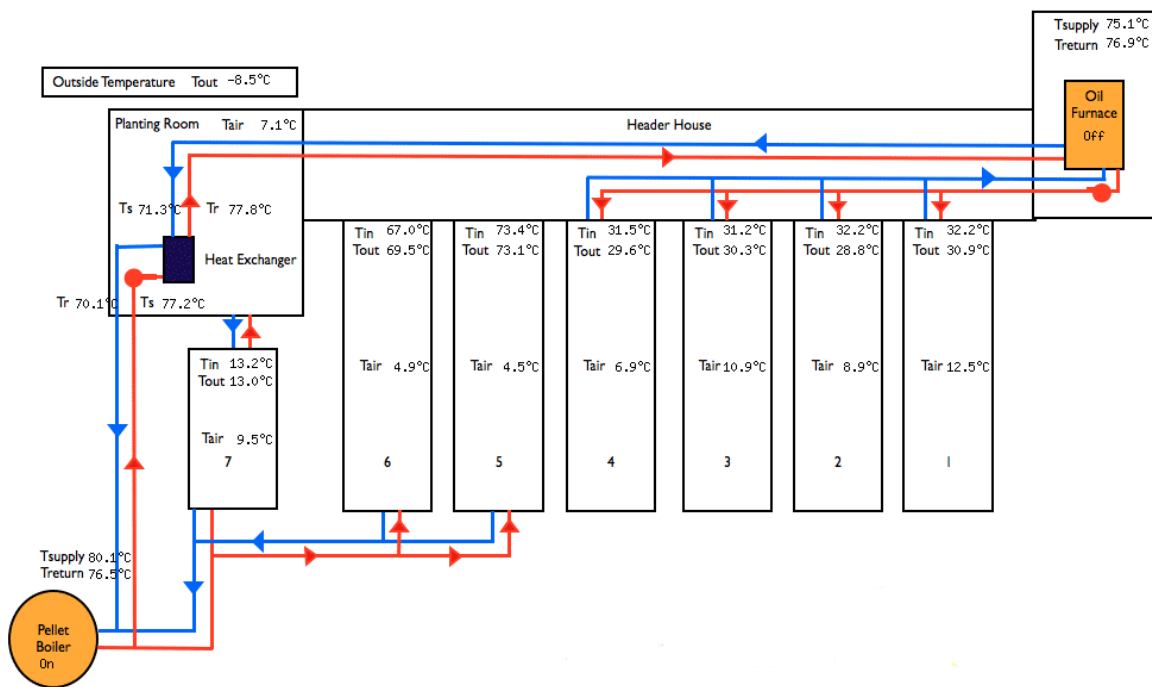 Tsupply 75.1°C
Treturn 76.9°C
Outside Temperature Tout -8.5°C
Oil
Furnace
Off
Planting Room Tair 7.1°C
Header House
Ts 71.3°C Tr 77.8°C
Heat Exchanger
Tr 70.1°C Ts 77.2°C
Tin 67.0°C
Tout 69.5°C
Tair 4.9°C
6
Tin 73.4°C
Tout 73.1°C
Tair 4.5°C
5
Tin 31.5°C
Tout 29.6°C
Tair 6.9°C
4
Tin 31.2°C
Tout 30.3°C
Tair 10.9°C
3
Tin 32.2°C
Tout 28.8°C
Tair 8.9°C
2
Tin 32.2°C
Tout 30.9°C
Tair 12.5°C
1
Tin 13.2°C
Tout 13.0°C
Tair 9.5°C
7
Tsupply 80.1°C
Treturn 76.5°C
Pellet
Boiler
On